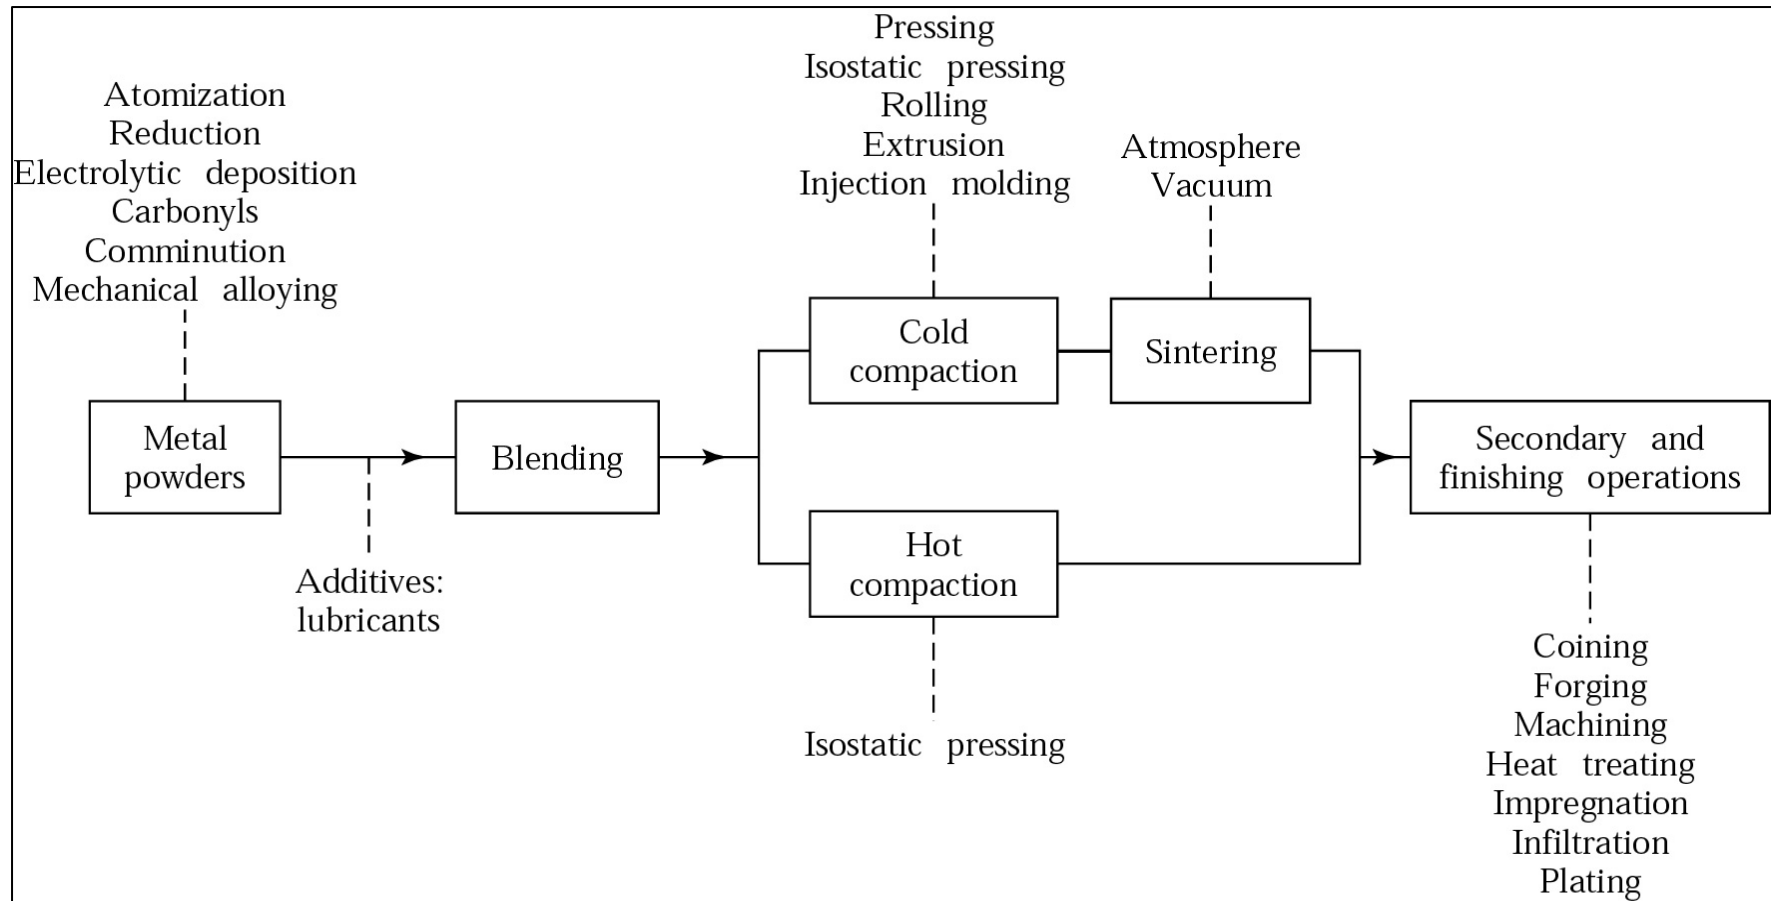 Atomization
Reduction
Electrolytic deposition
Carbonyls
Comminution
Mechanical alloying
Metal
powders
Additives:
lubricants
Blending
Pressing
Isostatic pressing
Rolling
Extrusion
Injection molding
Cold
compaction
Atmosphere
Vacuum
Sintering
Hot
compaction
Isostatic pressing
Secondary and
finishing operations
Coining
Forging
Machining
Heat treating
Impregnation
Infiltration
Plating